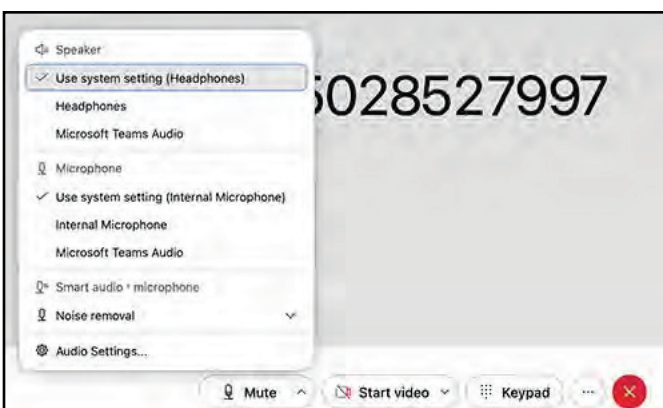 Speaker
Use system setting (Headphones)
5028527997
Headphones
Microsoft Teams Audio
Microphone
Use system setting (Internal Microphone)
Internal Microphone
Microsoft Teams Audio
Smart audio • microphone
Noise removal
Audio Settings...
Mute
Start video
Keypad